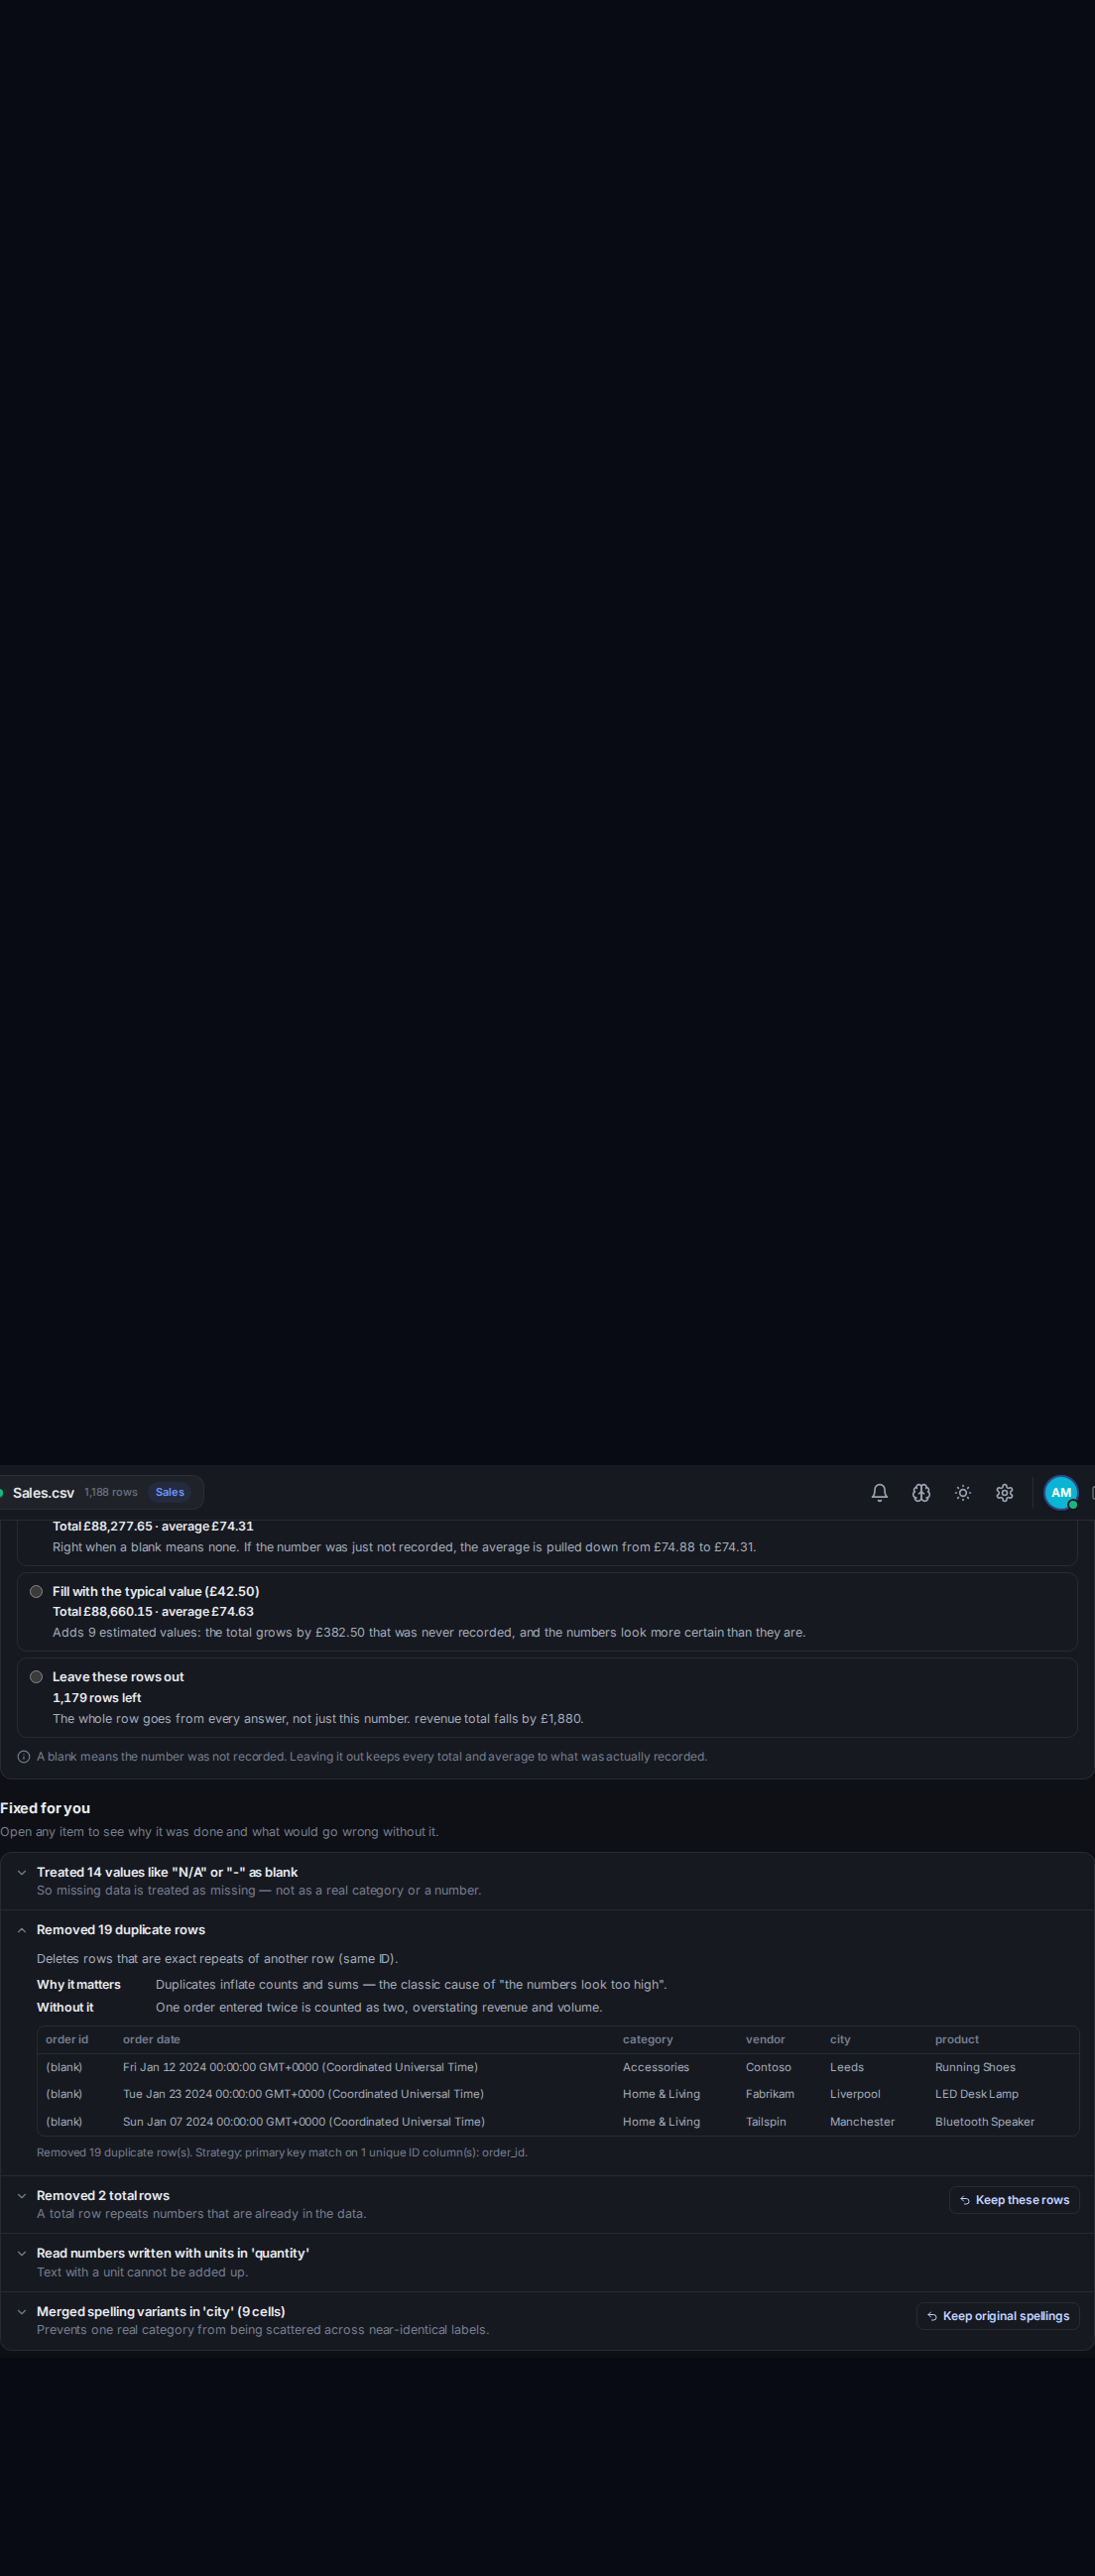 Sales.csv 1,188 rows Sales AM
Total £88,277.65 · average £74.31
Right when a blank means none. If the number was just not recorded, the average is pulled down from £74.88 to £74.31.
Fill with the typical value (£42.50)
Total £88,660.15 · average £74.63
Adds 9 estimated values: the total grows by £382.50 that was never recorded, and the numbers look more certain than they are.
Leave these rows out
1,179 rows left
The whole row goes from every answer, not just this number. revenue total falls by £1,880.
A blank means the number was not recorded. Leaving it out keeps every total and average to what was actually recorded.
Fixed for you
Open any item to see why it was done and what would go wrong without it.
Treated 14 values like "N/A" or "-" as blank
So missing data is treated as missing — not as a real category or a number.
Removed 19 duplicate rows
Deletes rows that are exact repeats of another row (same ID).
Why it matters Duplicates inflate counts and sums — the classic cause of "the numbers look too high".
Without it One order entered twice is counted as two, overstating revenue and volume.
order id order date category vendor city product
(blank) Fri Jan 12 2024 00:00:00 GMT+0000 (Coordinated Universal Time) Accessories Contoso Leeds Running Shoes
(blank) Tue Jan 23 2024 00:00:00 GMT+0000 (Coordinated Universal Time) Home & Living Fabrikam Liverpool LED Desk Lamp
(blank) Sun Jan 07 2024 00:00:00 GMT+0000 (Coordinated Universal Time) Home & Living Tailspin Manchester Bluetooth Speaker
Removed 19 duplicate row(s). Strategy: primary key match on 1 unique ID column(s): order_id.
Removed 2 total rows Keep these rows
A total row repeats numbers that are already in the data.
Read numbers written with units in 'quantity'
Text with a unit cannot be added up.
Merged spelling variants in 'city' (9 cells) Keep original spellings
Prevents one real category from being scattered across near-identical labels.